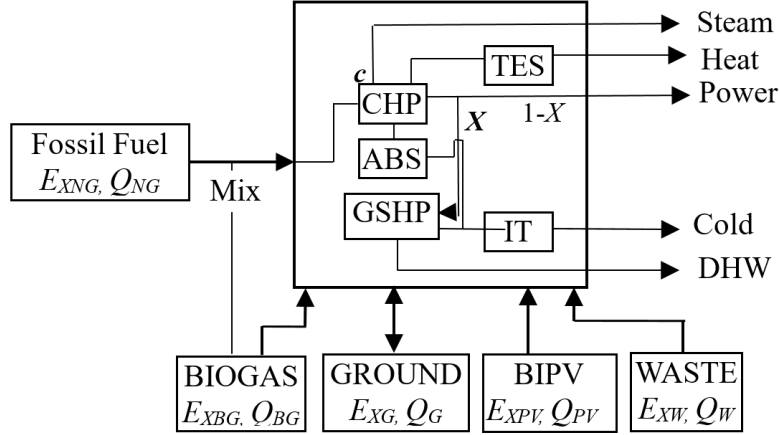 Steam
TES
Heat
c
CHP
Power
X
1-X
Fossil Fuel
E_XNG, Q_NG
Mix
ABS
GSHP
IT
Cold
DHW
BIOGAS
E_XBG, Q_BG
GROUND
E_XG, Q_G
BIPV
E_XPV, Q_PV
WASTE
E_XW, Q_W